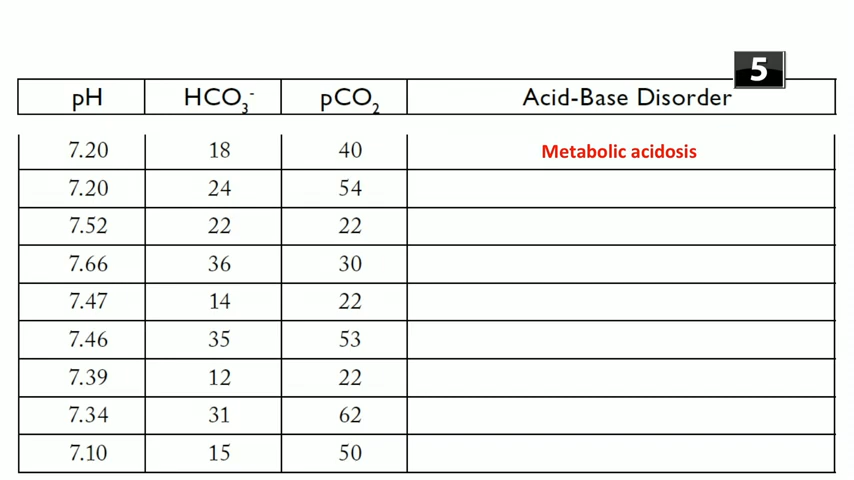 5
pH HCO3- pCO2 Acid-Base Disorder
7.20 18 40 Metabolic acidosis
7.20 24 54
7.52 22 22
7.66 36 30
7.47 14 22
7.46 35 53
7.39 12 22
7.34 31 62
7.10 15 50